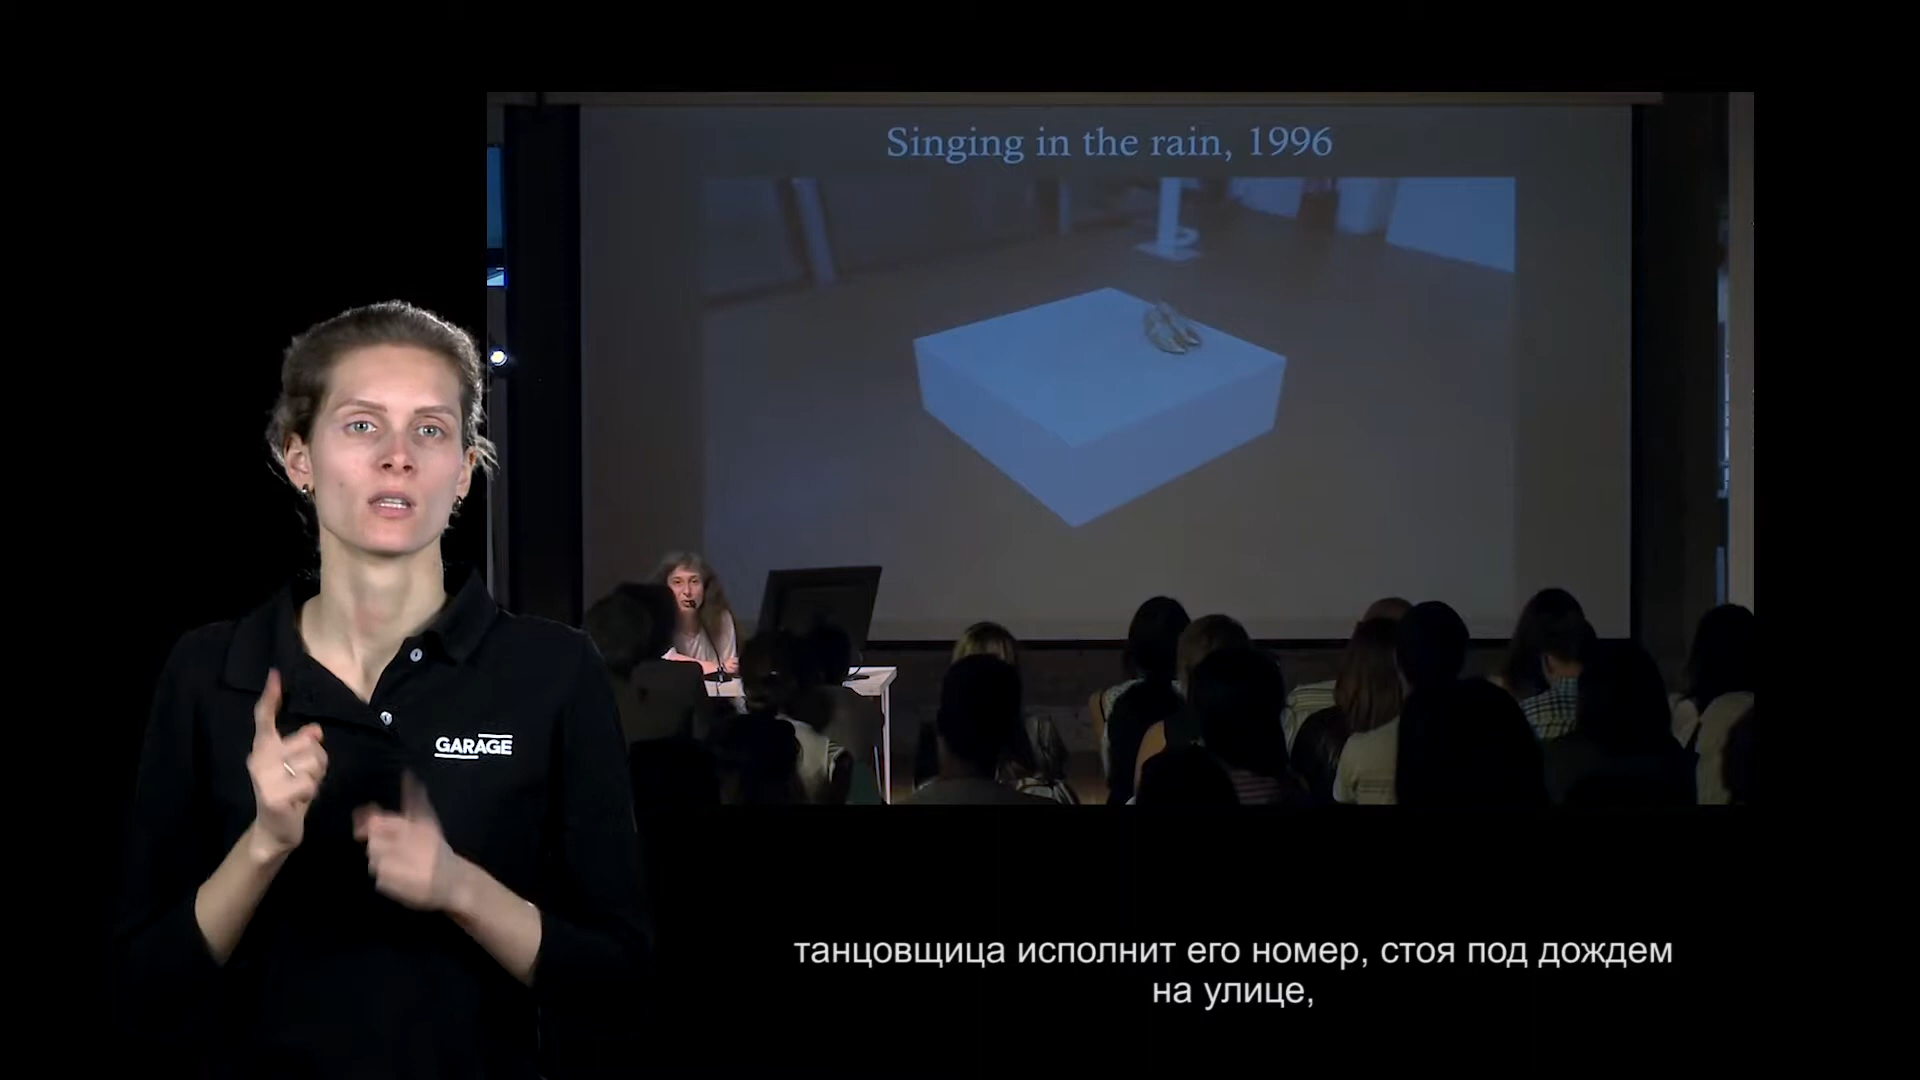 Singing in the rain, 1996
GARAGE
танцовщица исполнит его номер, стоя под дождем
на улице,